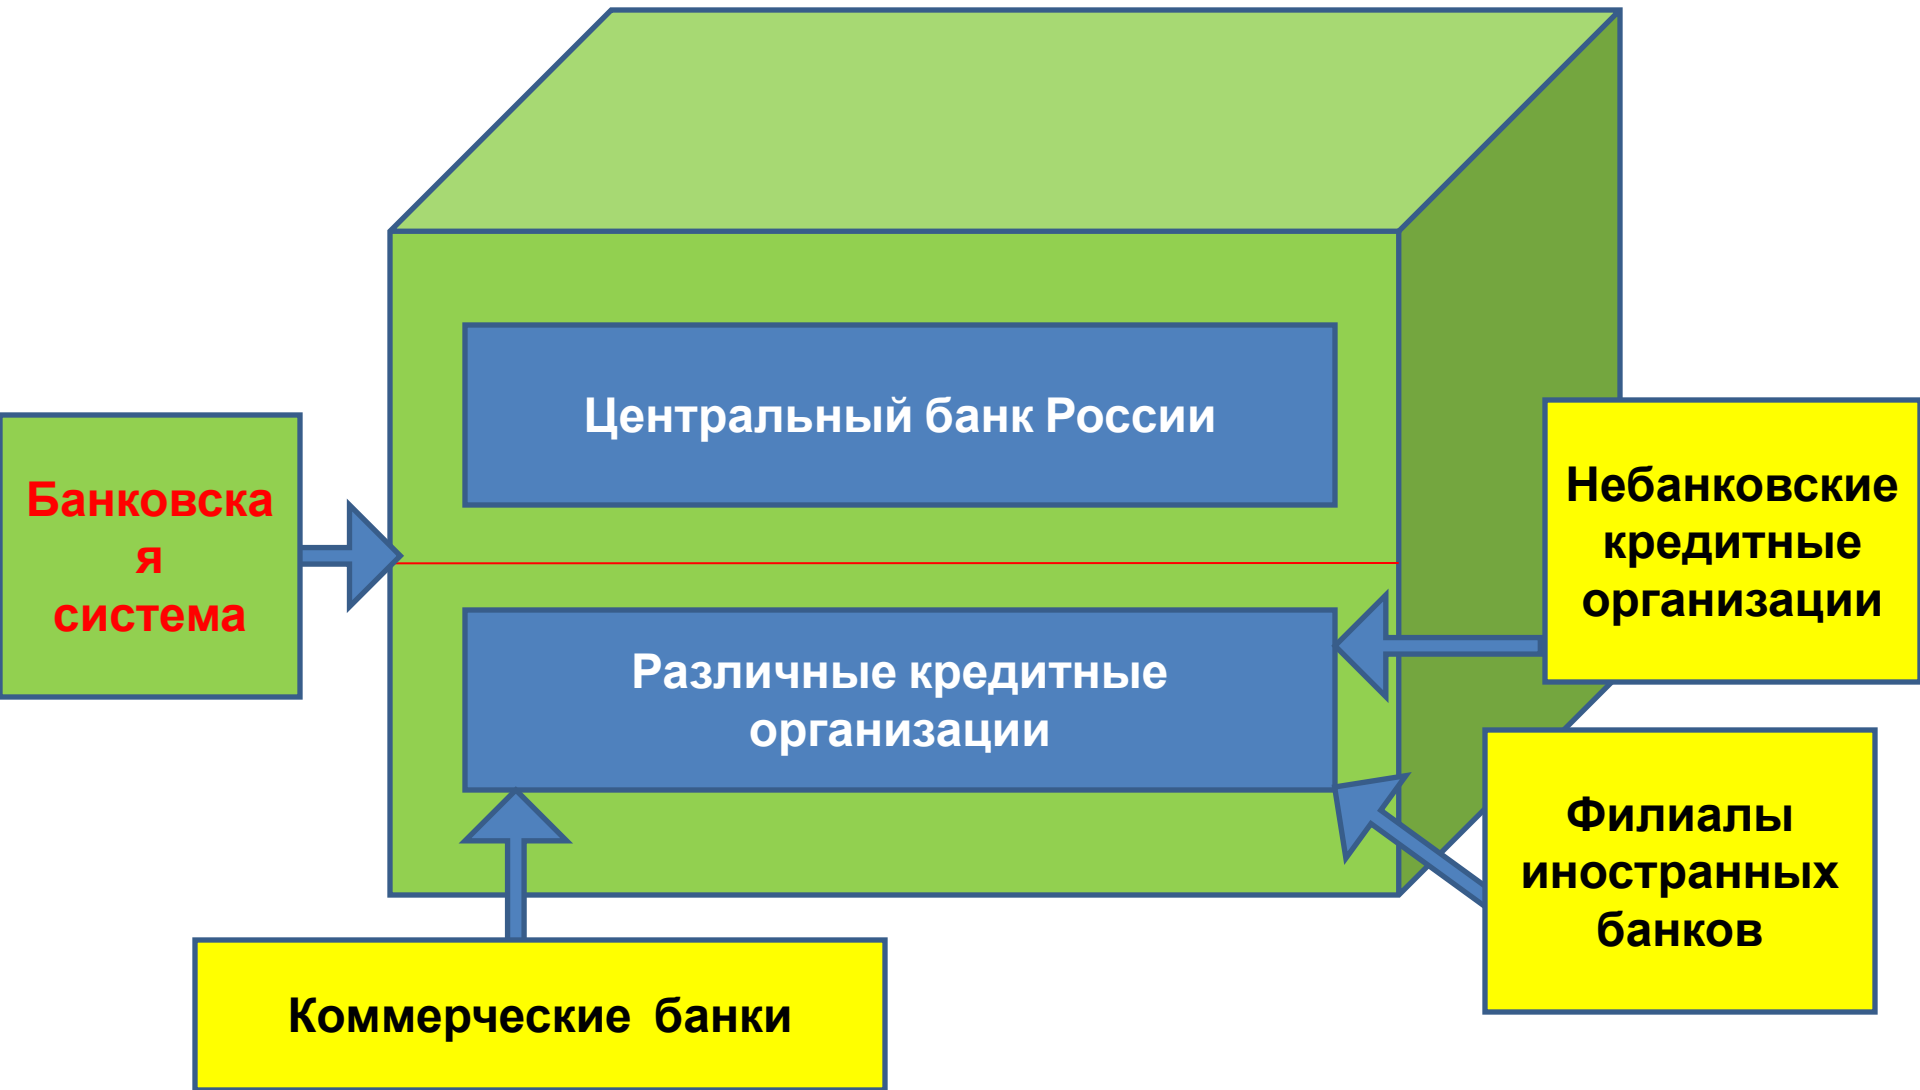 Центральный банк России
Банковска
я
система
Небанковские
кредитные
организации
Различные кредитные
организации
Филиалы
иностранных
банков
Коммерческие банки